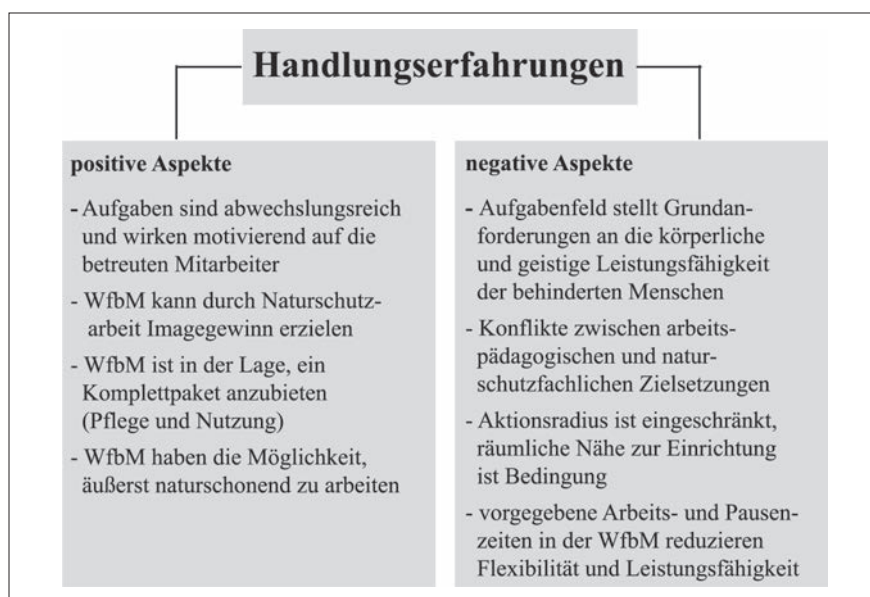 Handlungserfahrungen
positive Aspekte
- Aufgaben sind abwechslungsreich
und wirken motivierend auf die
betreuten Mitarbeiter
- WfbM kann durch Naturschutz-
arbeit Imagegewinn erzielen
- WfbM ist in der Lage, ein
Komplettpaket anzubieten
(Pflege und Nutzung)
- WfbM haben die Möglichkeit,
äußerst naturschonend zu arbeiten
negative Aspekte
- Aufgabenfeld stellt Grundan-
forderungen an die körperliche
und geistige Leistungsfähigkeit
der behinderten Menschen
- Konflikte zwischen arbeits-
pädagogischen und natur-
schutzfachlichen Zielsetzungen
- Aktionsradius ist eingeschränkt,
räumliche Nähe zur Einrichtung
ist Bedingung
- vorgegebene Arbeits- und Pausen-
zeiten in der WfbM reduzieren
Flexibilität und Leistungsfähigkeit